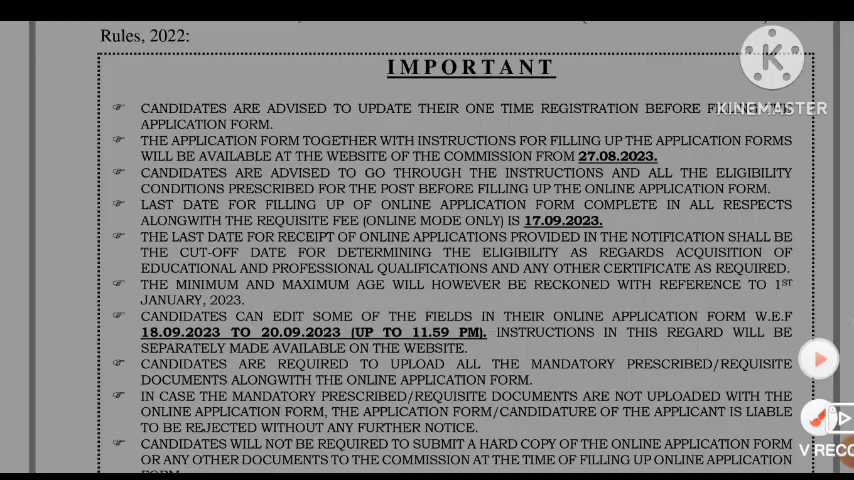 Rules, 2022:
IMPORTANT
CANDIDATES ARE ADVISED TO UPDATE THEIR ONE TIME REGISTRATION BEFORE
APPLICATION FORM.
THE APPLICATION FORM TOGETHER WITH INSTRUCTIONS FOR FILLING UP THE APPLICATION FORMS
WILL BE AVAILABLE AT THE WEBSITE OF THE COMMISSION FROM 27.08.2023.
CANDIDATES ARE ADVISED TO GO THROUGH THE INSTRUCTIONS AND ALL THE ELIGIBILITY
CONDITIONS PRESCRIBED FOR THE POST BEFORE FILLING UP THE ONLINE APPLICATION FORM.
LAST DATE FOR FILLING UP OF ONLINE APPLICATION FORM COMPLETE IN ALL RESPECTS
ALONGWITH THE REQUISITE FEE (ONLINE MODE ONLY) IS 17.09.2023.
THE LAST DATE FOR RECEIPT OF ONLINE APPLICATIONS PROVIDED IN THE NOTIFICATION SHALL BE
THE CUT-OFF DATE FOR DETERMINING THE ELIGIBILITY AS REGARDS ACQUISITION OF
EDUCATIONAL AND PROFESSIONAL QUALIFICATIONS AND ANY OTHER CERTIFICATE AS REQUIRED.
THE MINIMUM AND MAXIMUM AGE WILL HOWEVER BE RECKONED WITH REFERENCE TO 1ST
JANUARY, 2023.
CANDIDATES CAN EDIT SOME OF THE FIELDS IN THEIR ONLINE APPLICATION FORM W.E.F
18.09.2023 TO 20.09.2023 (UP TO 11.59 PM). INSTRUCTIONS IN THIS REGARD WILL BE
SEPARATELY MADE AVAILABLE ON THE WEBSITE.
CANDIDATES ARE REQUIRED TO UPLOAD ALL THE MANDATORY PRESCRIBED/REQUISITE
DOCUMENTS ALONGWITH THE ONLINE APPLICATION FORM.
IN CASE THE MANDATORY PRESCRIBED/REQUISITE DOCUMENTS ARE NOT UPLOADED WITH THE
ONLINE APPLICATION FORM, THE APPLICATION FORM/CANDIDATURE OF THE APPLICANT IS LIABLE
TO BE REJECTED WITHOUT ANY FURTHER NOTICE.
CANDIDATES WILL NOT BE REQUIRED TO SUBMIT A HARD COPY OF THE ONLINE APPLICATION FORM
OR ANY OTHER DOCUMENTS TO THE COMMISSION AT THE TIME OF FILLING UP ONLINE APPLICATION
KINEMASTER
V RECO